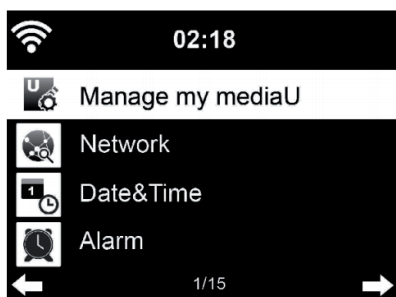 02:18
Manage my mediaU
Network
Date&Time
Alarm
1/15